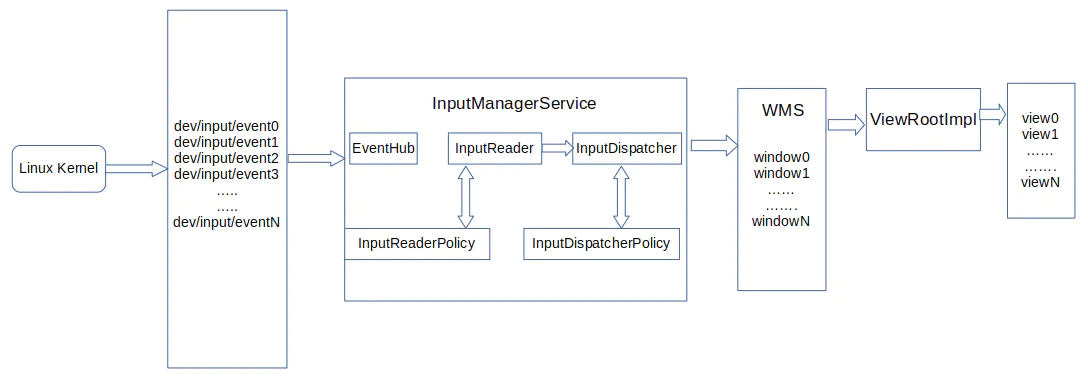 Linux Kernel
dev/input/event0
dev/input/event1
dev/input/event2
dev/input/event3
…..
…..
dev/input/eventN
InputManagerService
EventHub
InputReader
InputDispatcher
InputReaderPolicy
InputDispatcherPolicy
WMS
window0
window1
……
…….
windowN
ViewRootImpl
view0
view1
……
…….
viewN